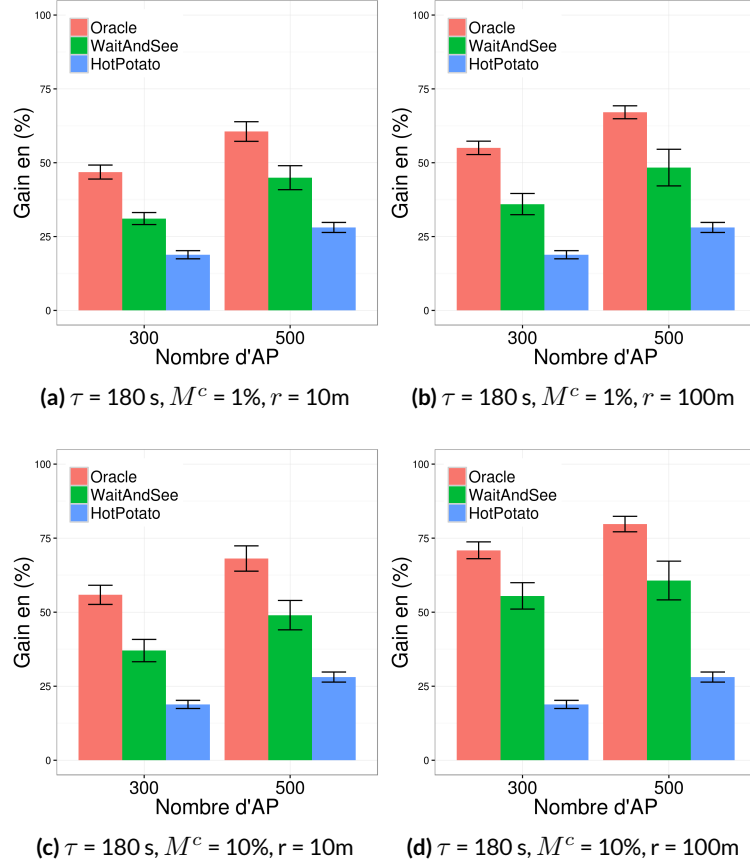 100
75
50
25
0
Gain en (%)
Oracle
WaitAndSee
HotPotato
300
500
Nombre d'AP
(a) τ = 180 s, M^c = 1%, r = 10m
100
75
50
25
0
Gain en (%)
Oracle
WaitAndSee
HotPotato
300
500
Nombre d'AP
(b) τ = 180 s, M^c = 1%, r = 100m
100
75
50
25
0
Gain en (%)
Oracle
WaitAndSee
HotPotato
300
500
Nombre d'AP
(c) τ = 180 s, M^c = 10%, r = 10m
100
75
50
25
0
Gain en (%)
Oracle
WaitAndSee
HotPotato
300
500
Nombre d'AP
(d) τ = 180 s, M^c = 10%, r = 100m